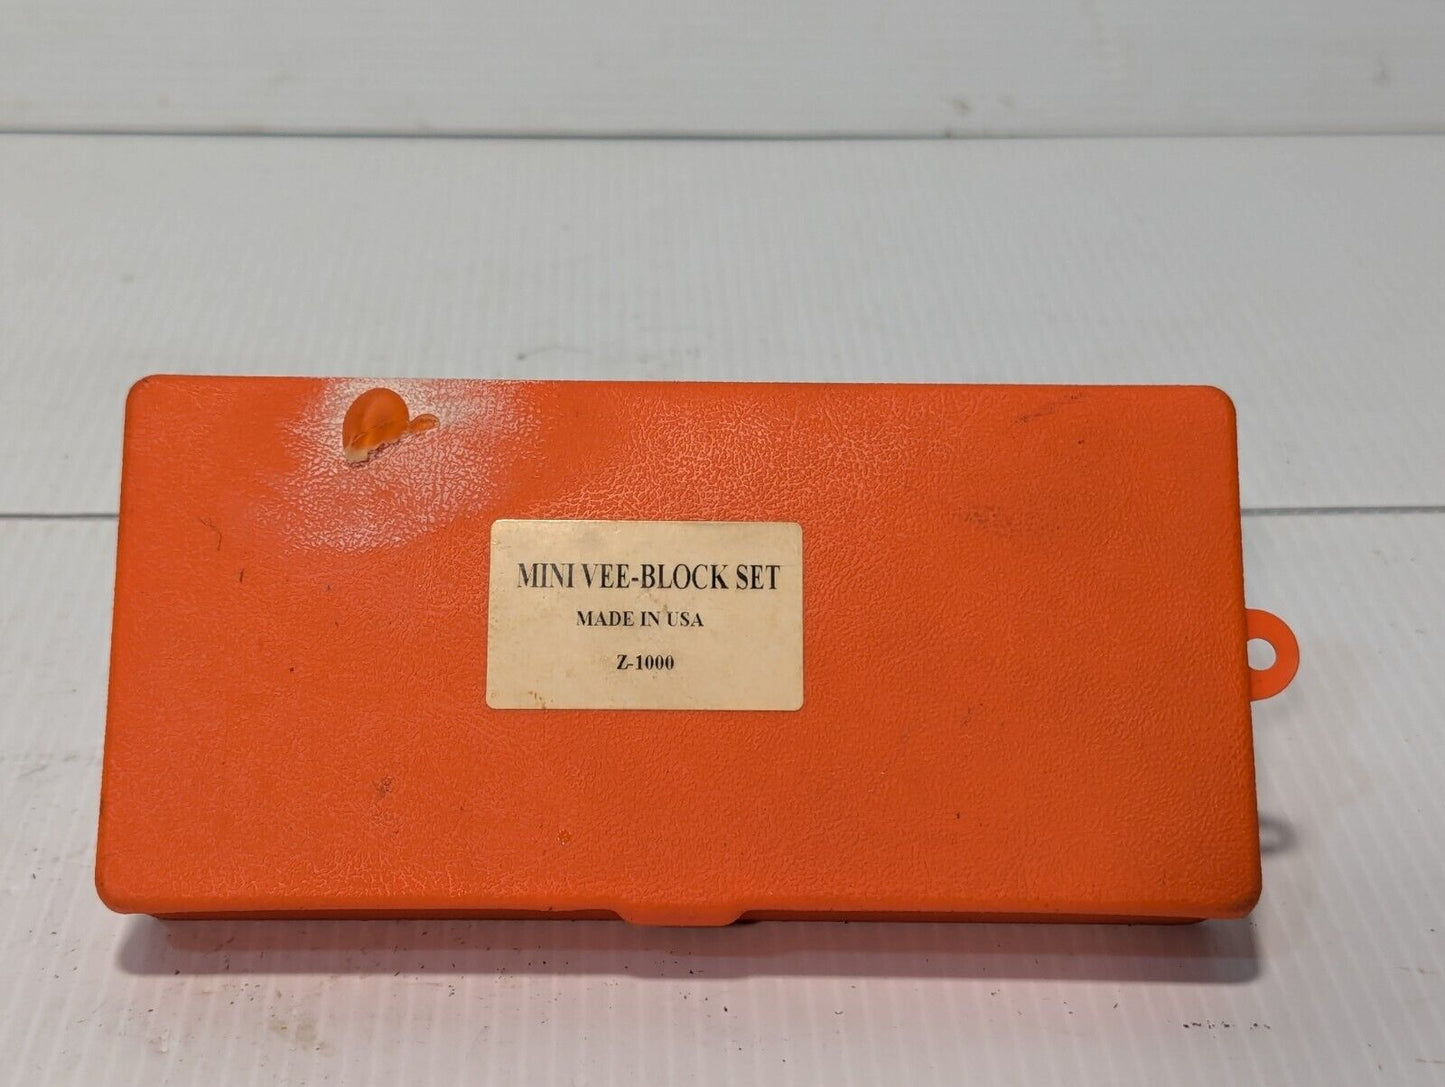 MINI VEE-BLOCK SET
MADE IN USA
Z-1000